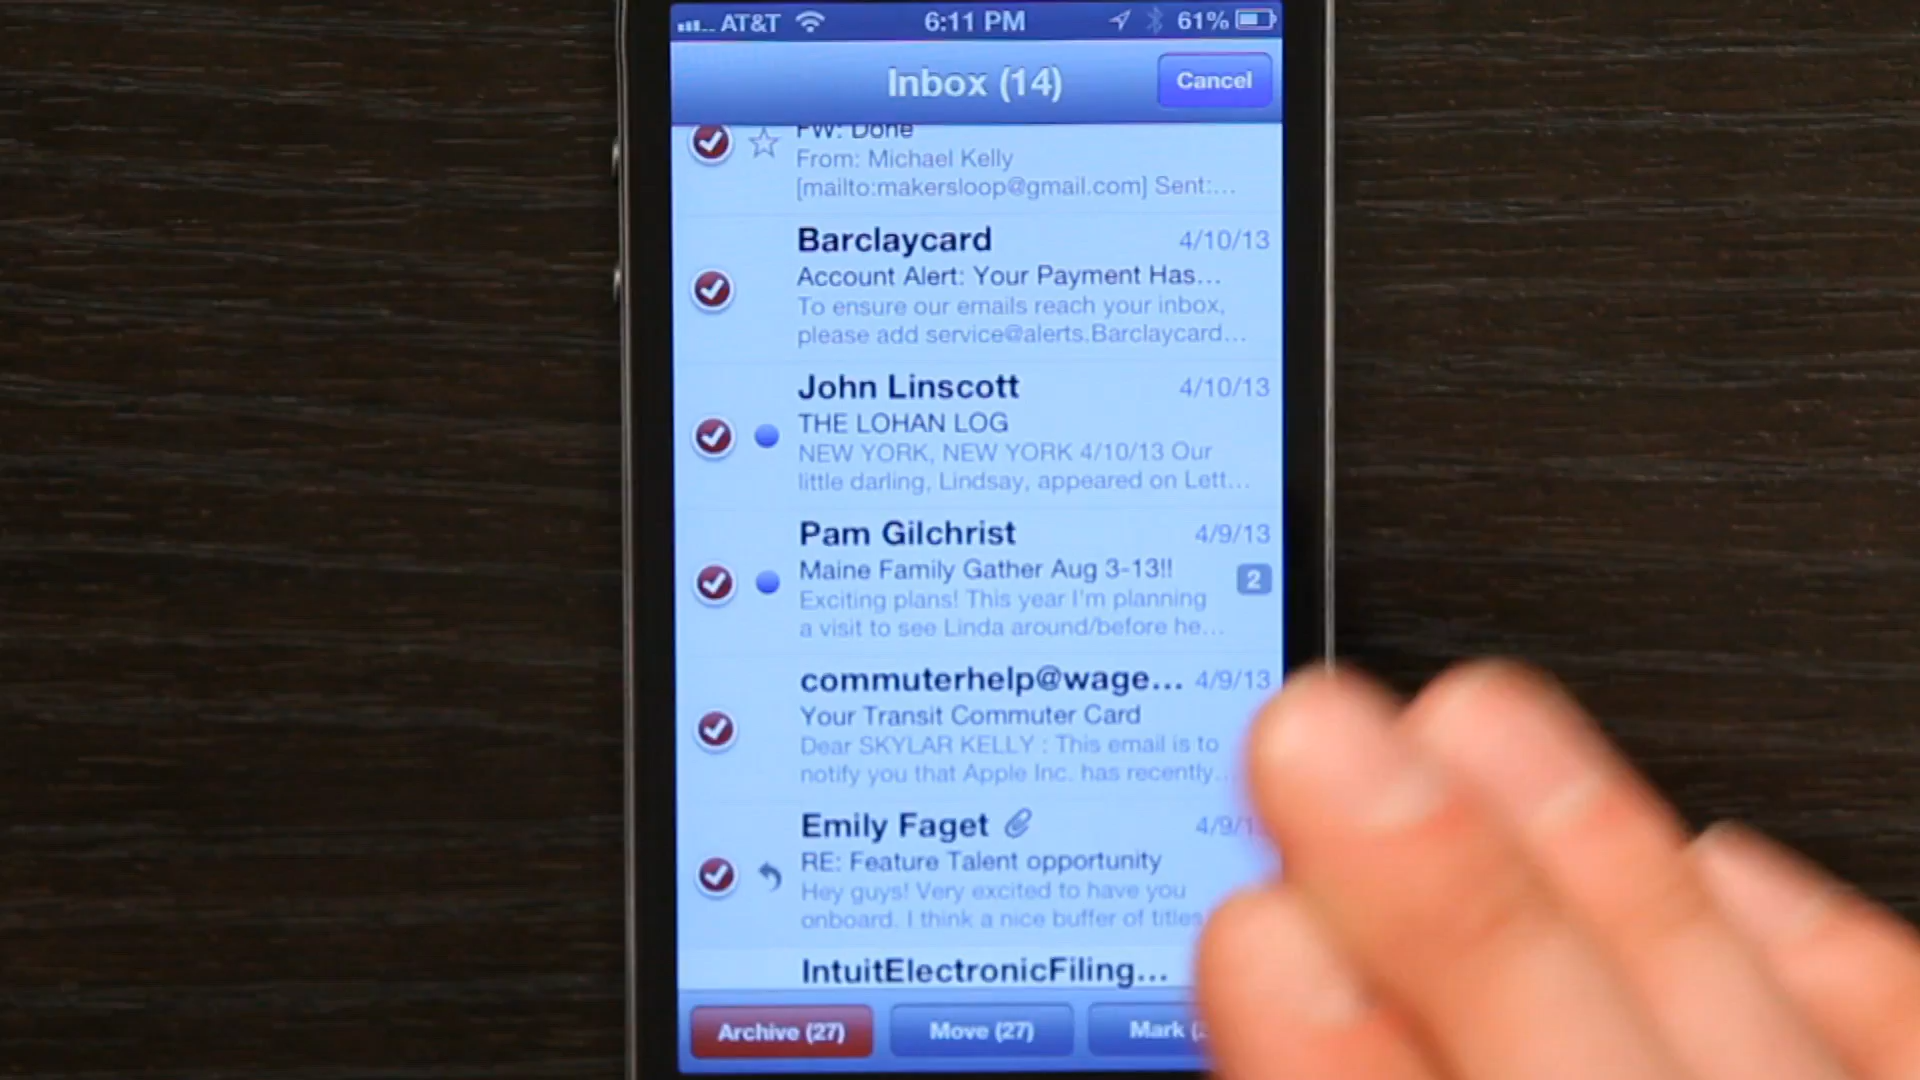 AT&T 6:11 PM 61%
Inbox (14) Cancel
FW: Done
From: Michael Kelly
[mailto:makersloop@gmail.com] Sent:...
Barclaycard 4/10/13
Account Alert: Your Payment Has...
To ensure our emails reach your inbox,
please add service@alerts.Barclaycard...
John Linscott 4/10/13
THE LOHAN LOG
NEW YORK, NEW YORK 4/10/13 Our
little darling, Lindsay, appeared on Lett...
Pam Gilchrist 4/9/13
Maine Family Gather Aug 3-13!! 2
Exciting plans! This year I'm planning
a visit to see Linda around/before he...
commuterhelp@wage... 4/9/13
Your Transit Commuter Card
Dear SKYLAR KELLY : This email is to
notify you that Apple Inc. has recently...
Emily Faget 4/9/1
RE: Feature Talent opportunity
Hey guys! Very excited to have you
onboard. I think a nice buffer of titles
IntuitElectronicFiling...
Archive (27) Move (27) Mark (